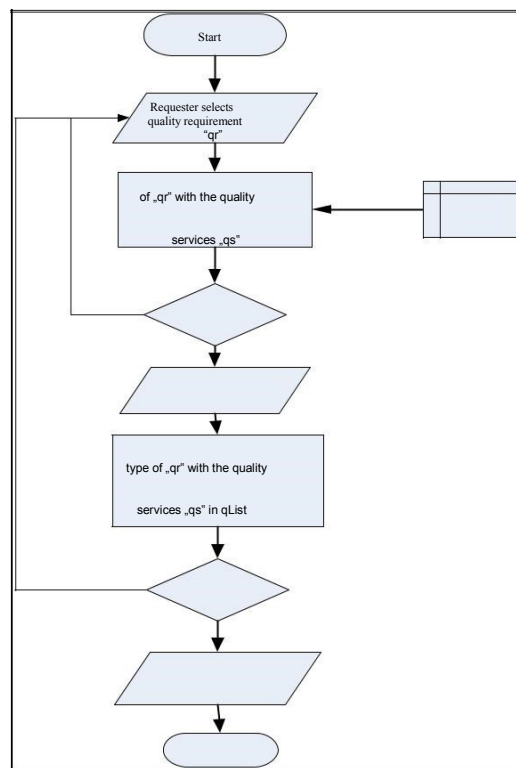 Start
Requester selects
quality requirement
“qr”
of „qr” with the quality
services „qs”
type of „qr” with the quality
services „qs” in qList